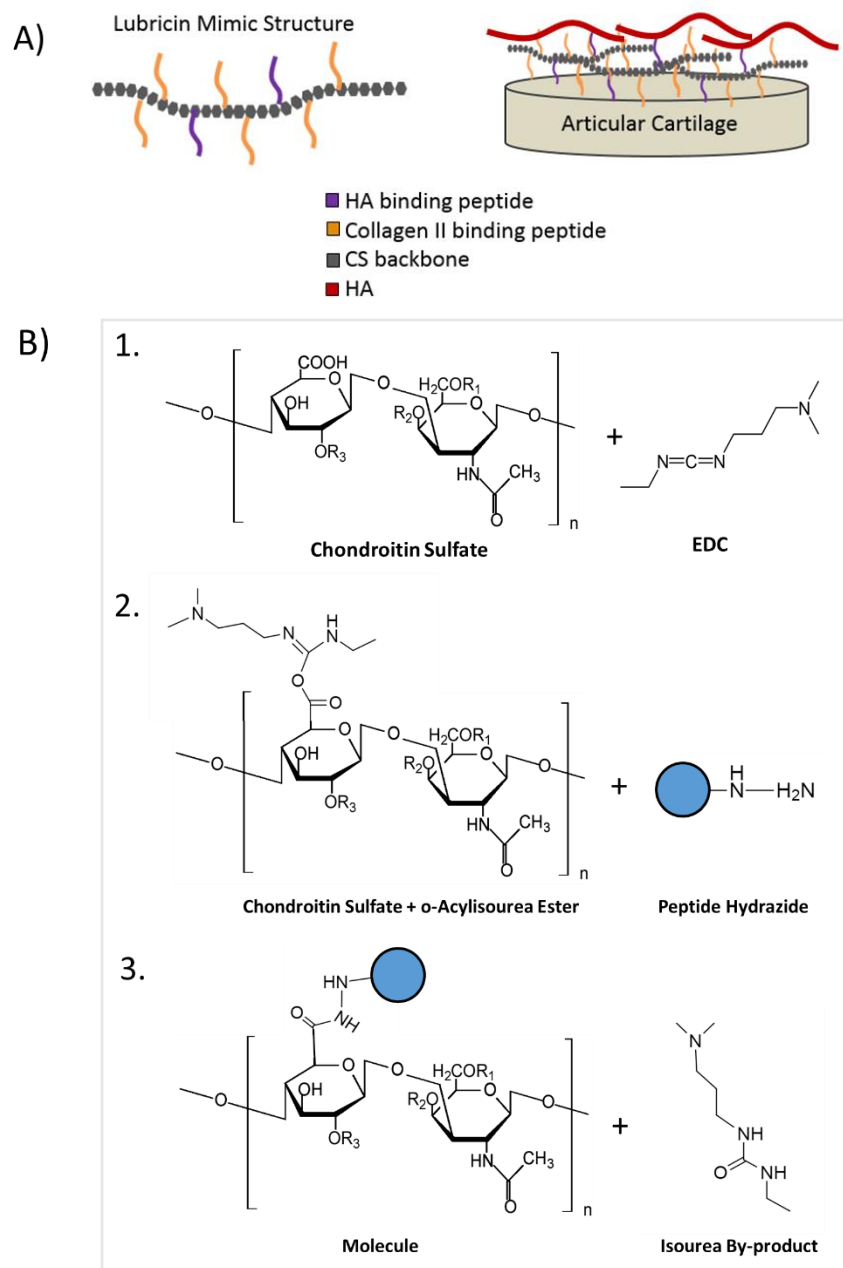 A)
Lubricin Mimic Structure
Articular Cartilage
HA binding peptide
Collagen II binding peptide
CS backbone
HA
B)
1.
COOH
O
OH
OR₃
O
O
H₂COR₁
R₂O
O
HN
CH₃
O
O
n
+
N=C=N
N
Chondroitin Sulfate
EDC
2.
N
N
H
N
O
O
O
OH
OR₃
O
O
H₂COR₁
R₂O
O
HN
CH₃
O
O
n
+
H
N
H₂N
Chondroitin Sulfate + o-Acylisourea Ester
Peptide Hydrazide
3.
HN
NH
O
O
OH
OR₃
O
O
H₂COR₁
R₂O
O
HN
CH₃
O
O
n
+
N
NH
O
NH
Molecule
Isourea By-product